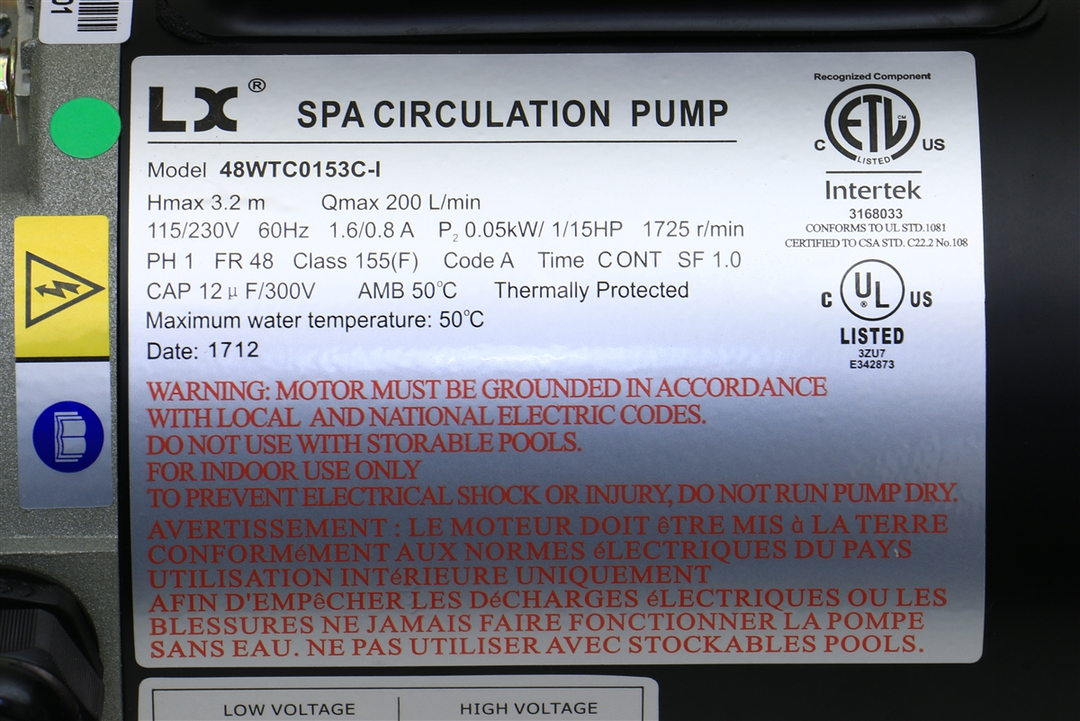 01
LX®
SPA CIRCULATION PUMP
Model 48WTC0153C-I
Hmax 3.2 m Qmax 200 L/min
115/230V 60Hz 1.6/0.8 A P2 0.05kW/ 1/15HP 1725 r/min
PH 1 FR 48 Class 155(F) Code A Time CONT SF 1.0
CAP 12 μ F/300V AMB 50℃ Thermally Protected
Maximum water temperature: 50℃
Date: 1712
Recognized Component
C ETL CM US
LISTED
Intertek
3168033
CONFORMS TO UL STD.1081
CERTIFIED TO CSA STD. C22.2 No.108
C UL® US
LISTED
3ZU7
E342873
WARNING: MOTOR MUST BE GROUNDED IN ACCORDANCE
WITH LOCAL AND NATIONAL ELECTRIC CODES.
DO NOT USE WITH STORABLE POOLS.
FOR INDOOR USE ONLY
TO PREVENT ELECTRICAL SHOCK OR INJURY, DO NOT RUN PUMP DRY.
AVERTISSEMENT : LE MOTEUR DOIT êTRE MIS à LA TERRE
CONFORMéMENT AUX NORMES éLECTRIQUES DU PAYS
UTILISATION INTéRIEURE UNIQUEMENT
AFIN D'EMPêCHER LES DéCHARGES éLECTRIQUES OU LES
BLESSURES NE JAMAIS FAIRE FONCTIONNER LA POMPE
SANS EAU. NE PAS UTILISER AVEC STOCKABLES POOLS.
LOW VOLTAGE HIGH VOLTAGE